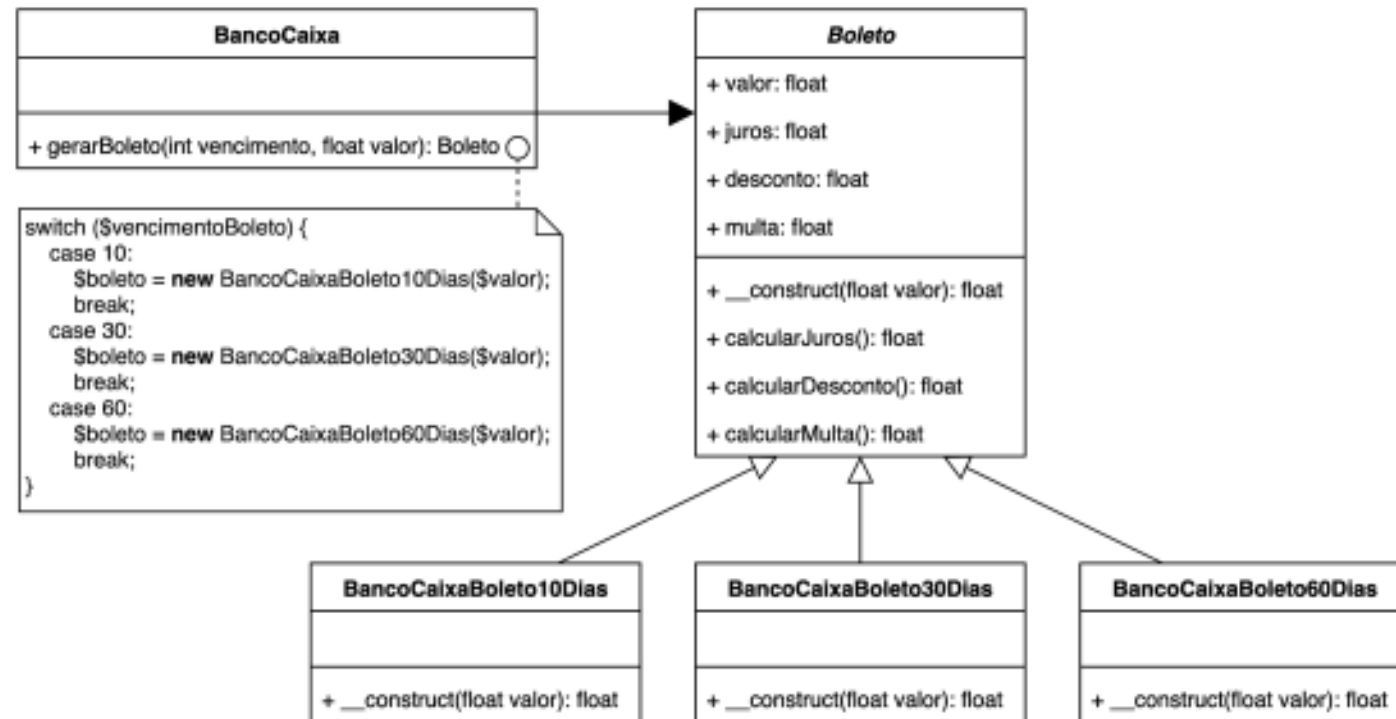 BancoCaixa
+ gerarBoleto(int vencimento, float valor): Boleto
switch ($vencimentoBoleto) {
case 10:
$boleto = new BancoCaixaBoleto10Dias($valor);
break;
case 30:
$boleto = new BancoCaixaBoleto30Dias($valor);
break;
case 60:
$boleto = new BancoCaixaBoleto60Dias($valor);
break;
}
Boleto
+ valor: float
+ juros: float
+ desconto: float
+ multa: float
+ __construct(float valor): float
+ calcularJuros(): float
+ calcularDesconto(): float
+ calcularMulta(): float
BancoCaixaBoleto10Dias
+ __construct(float valor): float
BancoCaixaBoleto30Dias
+ __construct(float valor): float
BancoCaixaBoleto60Dias
+ __construct(float valor): float